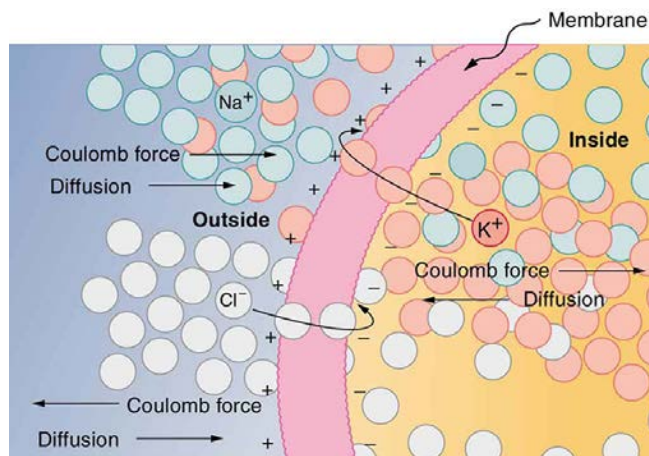 Membrane
Na+
Inside
Coulomb force
Diffusion
Outside
K+
Coulomb force
Cl−
Diffusion
Coulomb force
Diffusion